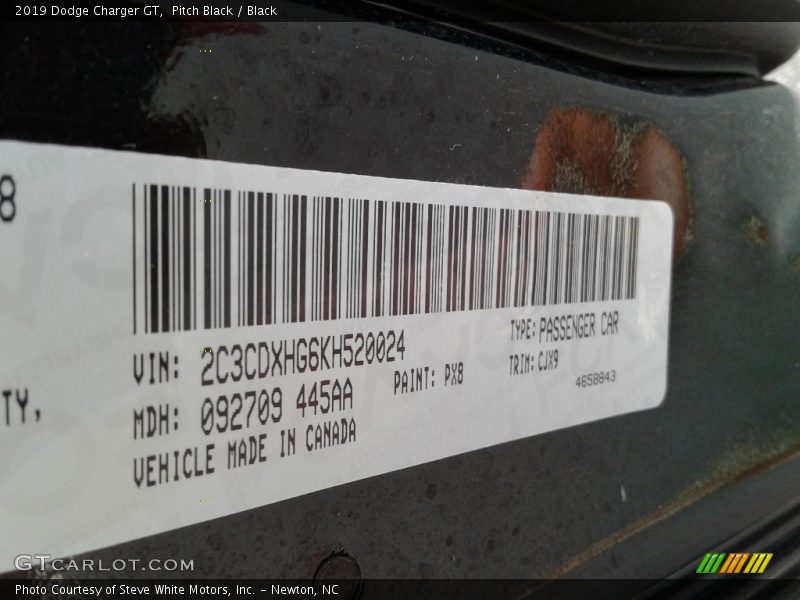 2019 Dodge Charger GT, Pitch Black / Black
8
TY,
VIN: 2C3CDXHG6KH520024
MDH: 092709 445AA
PAINT: PX8
VEHICLE MADE IN CANADA
TYPE: PASSENGER CAR
TRIM: CJX9
4658843
GTCARLOT.COM
Photo Courtesy of Steve White Motors, Inc. – Newton, NC